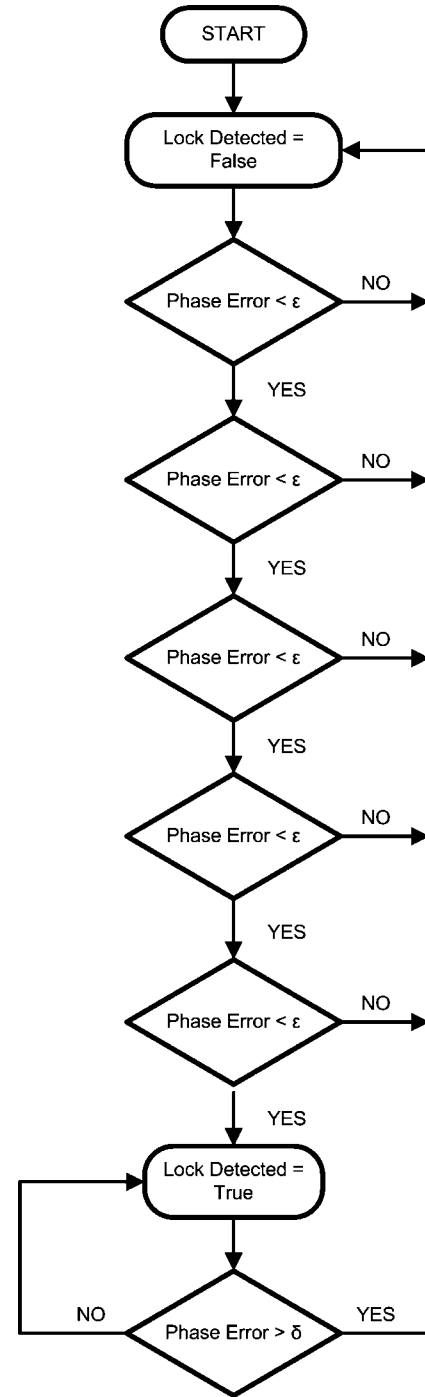 START
Lock Detected =
False
Phase Error < ε
NO
YES
Phase Error < ε
NO
YES
Phase Error < ε
NO
YES
Phase Error < ε
NO
YES
Phase Error < ε
NO
YES
Lock Detected =
True
NO
Phase Error > δ
YES